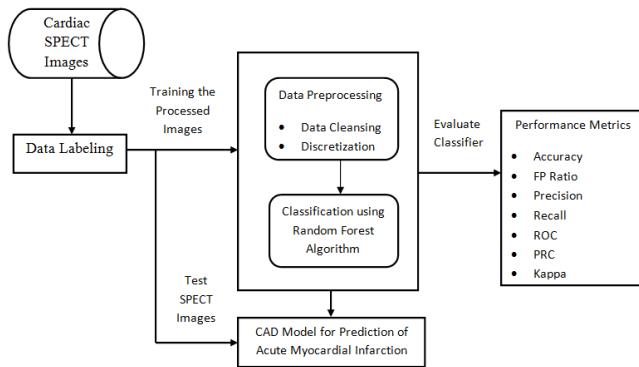 Cardiac
SPECT
Images
Data Labeling
Training the
Processed
Images
Data Preprocessing
• Data Cleansing
• Discretization
Classification using
Random Forest
Algorithm
Evaluate
Classifier
Performance Metrics
• Accuracy
• FP Ratio
• Precision
• Recall
• ROC
• PRC
• Kappa
Test
SPECT
Images
CAD Model for Prediction of
Acute Myocardial Infarction